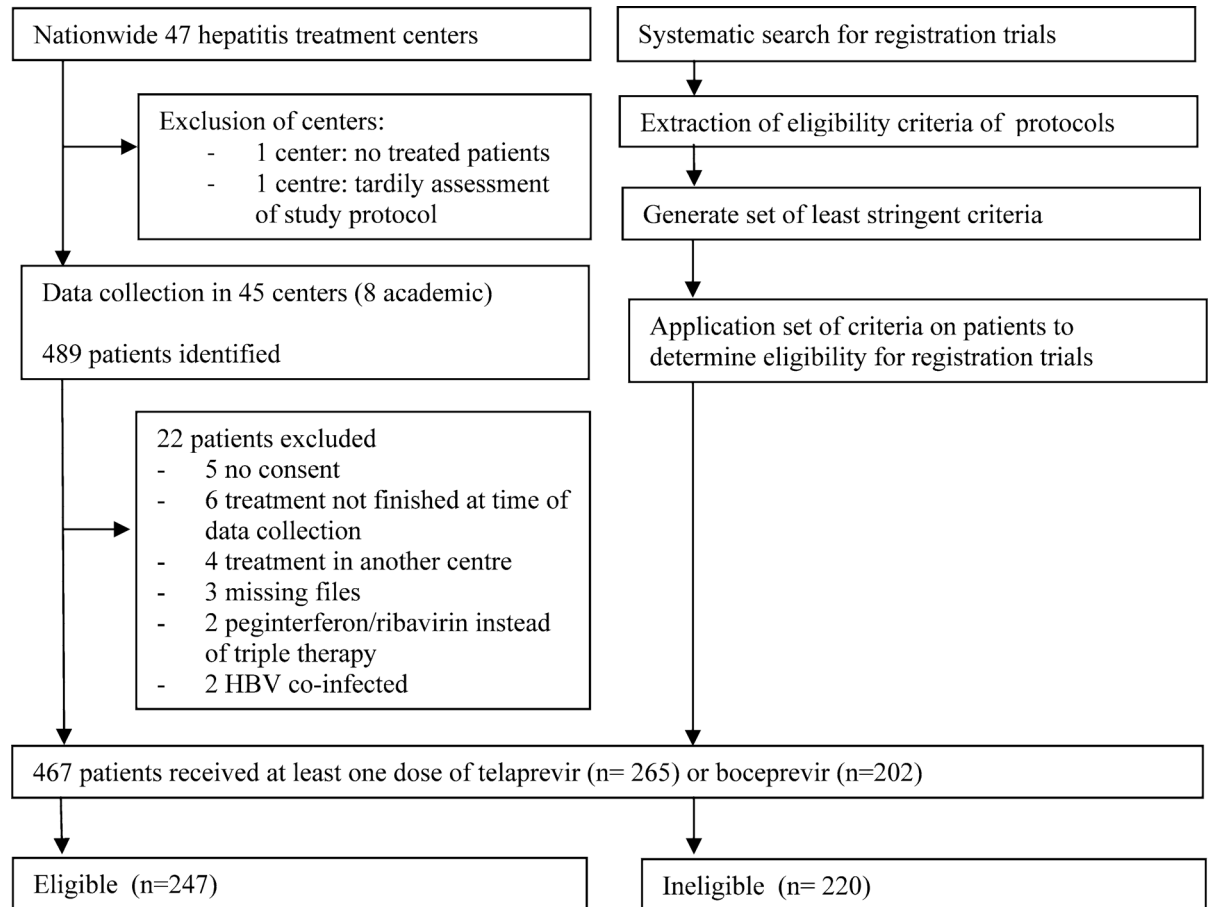 Nationwide 47 hepatitis treatment centers
Exclusion of centers:
- 1 center: no treated patients
- 1 centre: tardily assessment
of study protocol
Data collection in 45 centers (8 academic)
489 patients identified
22 patients excluded
- 5 no consent
- 6 treatment not finished at time of
data collection
- 4 treatment in another centre
- 3 missing files
- 2 peginterferon/ribavirin instead
of triple therapy
- 2 HBV co-infected
Systematic search for registration trials
Extraction of eligibility criteria of protocols
Generate set of least stringent criteria
Application set of criteria on patients to
determine eligibility for registration trials
467 patients received at least one dose of telaprevir (n= 265) or boceprevir (n=202)
Eligible (n=247)
Ineligible (n= 220)